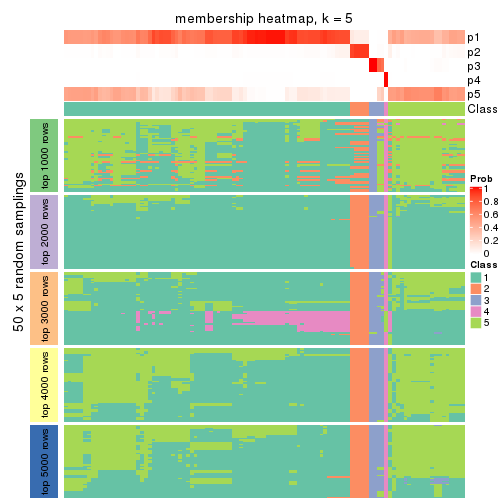 membership heatmap, k = 5
p1
p2
p3
p4
p5
Class
50 x 5 random samplings
top 1000 rows
top 2000 rows
top 3000 rows
top 4000 rows
top 5000 rows
Prob
1
0.8
0.6
0.4
0.2
0
Class
1
2
3
4
5